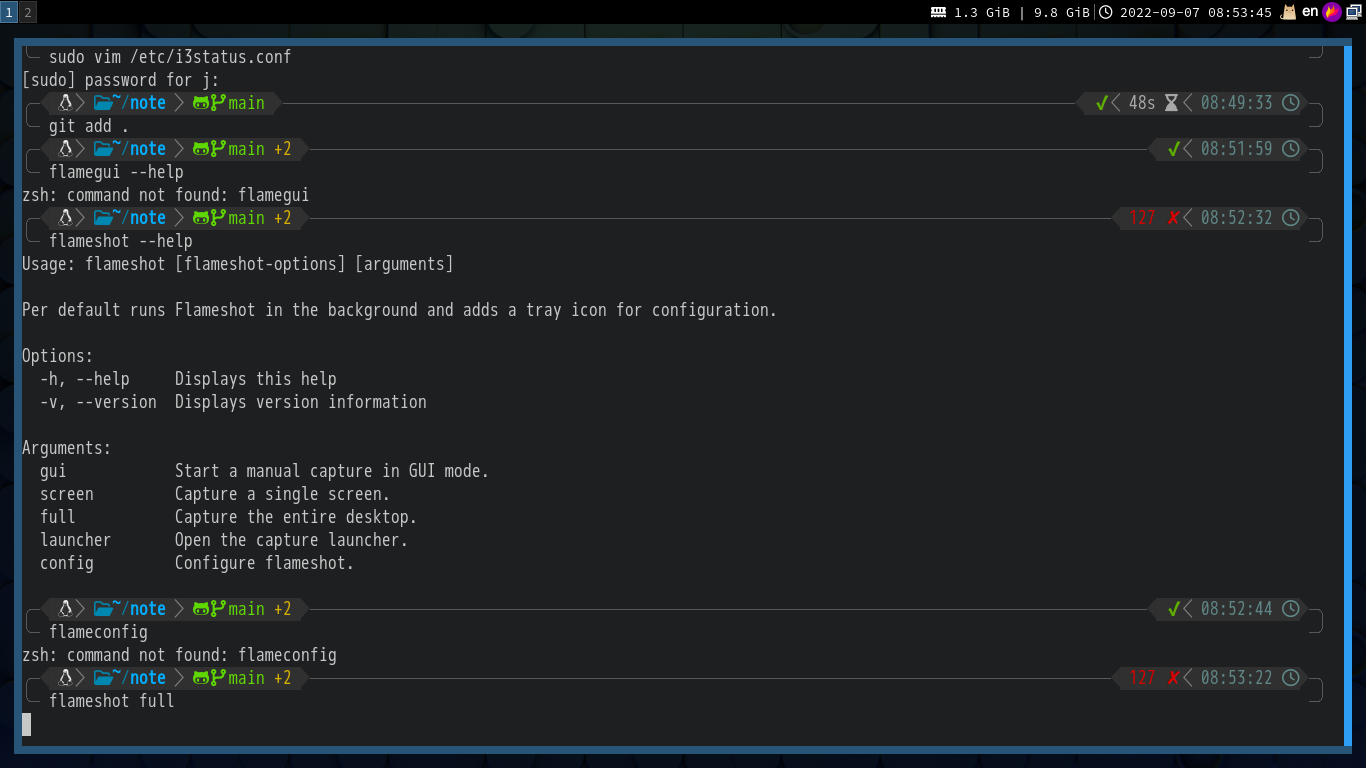 1 2 1.3 GiB | 9.8 GiB 2022-09-07 08:53:45 en
sudo vim /etc/i3status.conf
[sudo] password for j:
~/note main 48s 08:49:33
git add .
~/note main +2 08:51:59
flamegui --help
zsh: command not found: flamegui
~/note main +2 127 ✘ 08:52:32
flameshot --help
Usage: flameshot [flameshot-options] [arguments]
Per default runs Flameshot in the background and adds a tray icon for configuration.
Options:
-h, --help Displays this help
-v, --version Displays version information
Arguments:
gui Start a manual capture in GUI mode.
screen Capture a single screen.
full Capture the entire desktop.
launcher Open the capture launcher.
config Configure flameshot.
~/note main +2 08:52:44
flameconfig
zsh: command not found: flameconfig
~/note main +2 127 ✘ 08:53:22
flameshot full